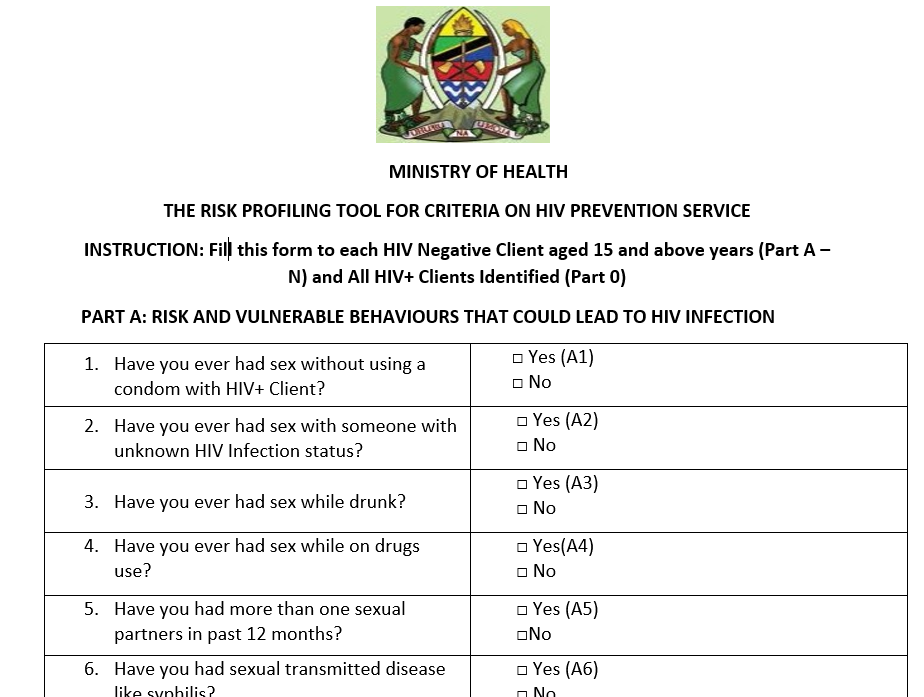 UHURU NA UMOJA
MINISTRY OF HEALTH
THE RISK PROFILING TOOL FOR CRITERIA ON HIV PREVENTION SERVICE
INSTRUCTION: Fill this form to each HIV Negative Client aged 15 and above years (Part A –
N) and All HIV+ Clients Identified (Part 0)
PART A: RISK AND VULNERABLE BEHAVIOURS THAT COULD LEAD TO HIV INFECTION
1. Have you ever had sex without using a
condom with HIV+ Client?
□ Yes (A1)
□ No
2. Have you ever had sex with someone with
unknown HIV Infection status?
□ Yes (A2)
□ No
3. Have you ever had sex while drunk?
□ Yes (A3)
□ No
4. Have you ever had sex while on drugs
use?
□ Yes(A4)
□ No
5. Have you had more than one sexual
partners in past 12 months?
□ Yes (A5)
□No
6. Have you had sexual transmitted disease
like syphilis?
□ Yes (A6)
□ No